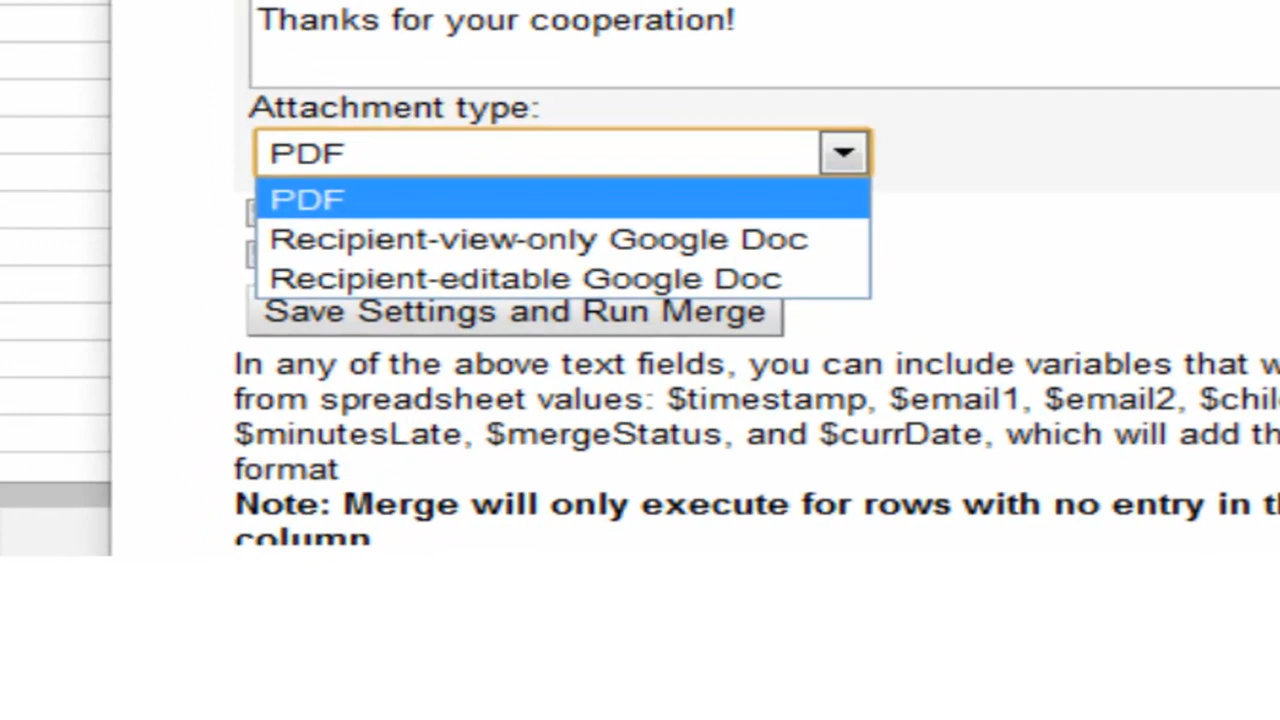 Thanks for your cooperation!
Attachment type:
PDF
PDF
Recipient-view-only Google Doc
Recipient-editable Google Doc
Save Settings and Run Merge
In any of the above text fields, you can include variables that
from spreadsheet values: $timestamp, $email1, $email2,
$minutesLate, $mergeStatus, and $currDate, which will add
format
Note: Merge will only execute for rows with no entry in
column